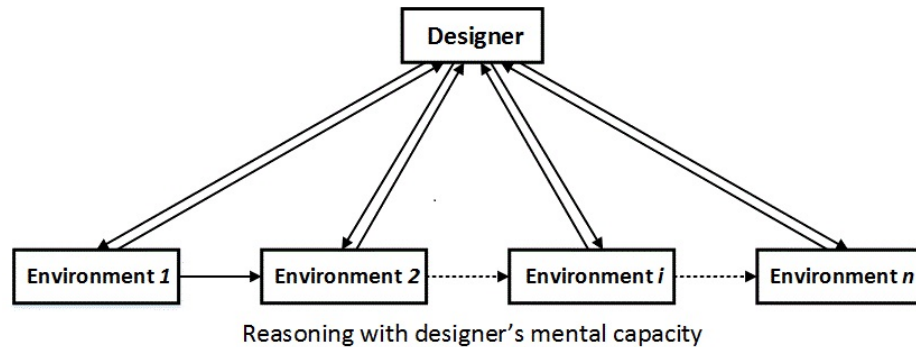 Designer
Environment 1
Environment 2
Environment i
Environment n
Reasoning with designer's mental capacity